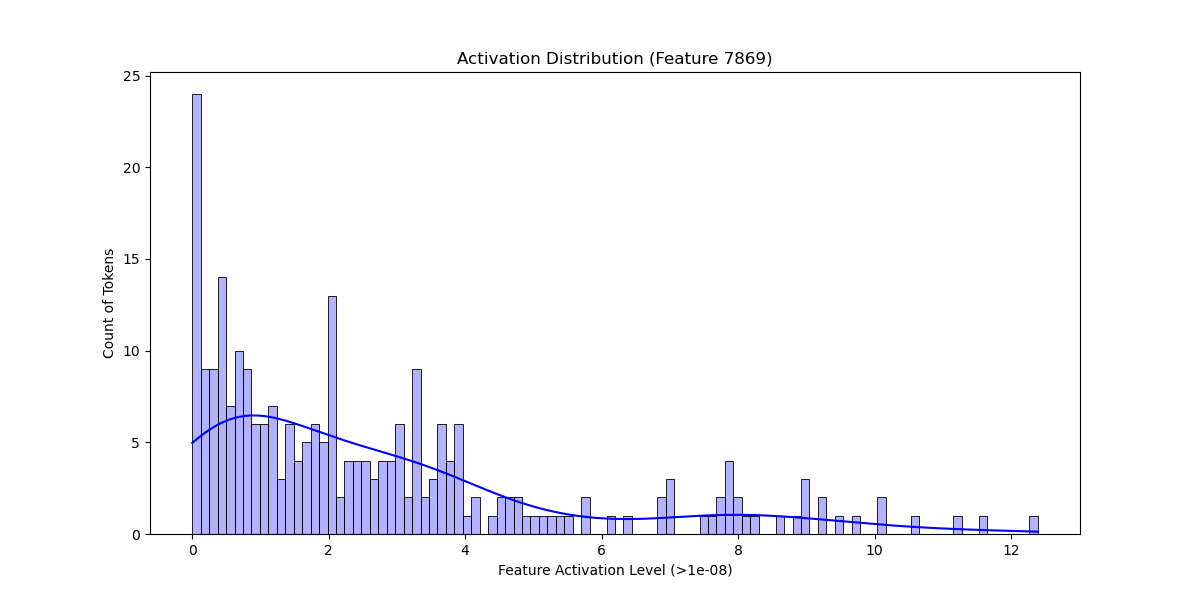 Activation Distribution (Feature 7869)
25
20
15
10
5
0
Count of Tokens
0 2 4 6 8 10 12
Feature Activation Level (>1e-08)